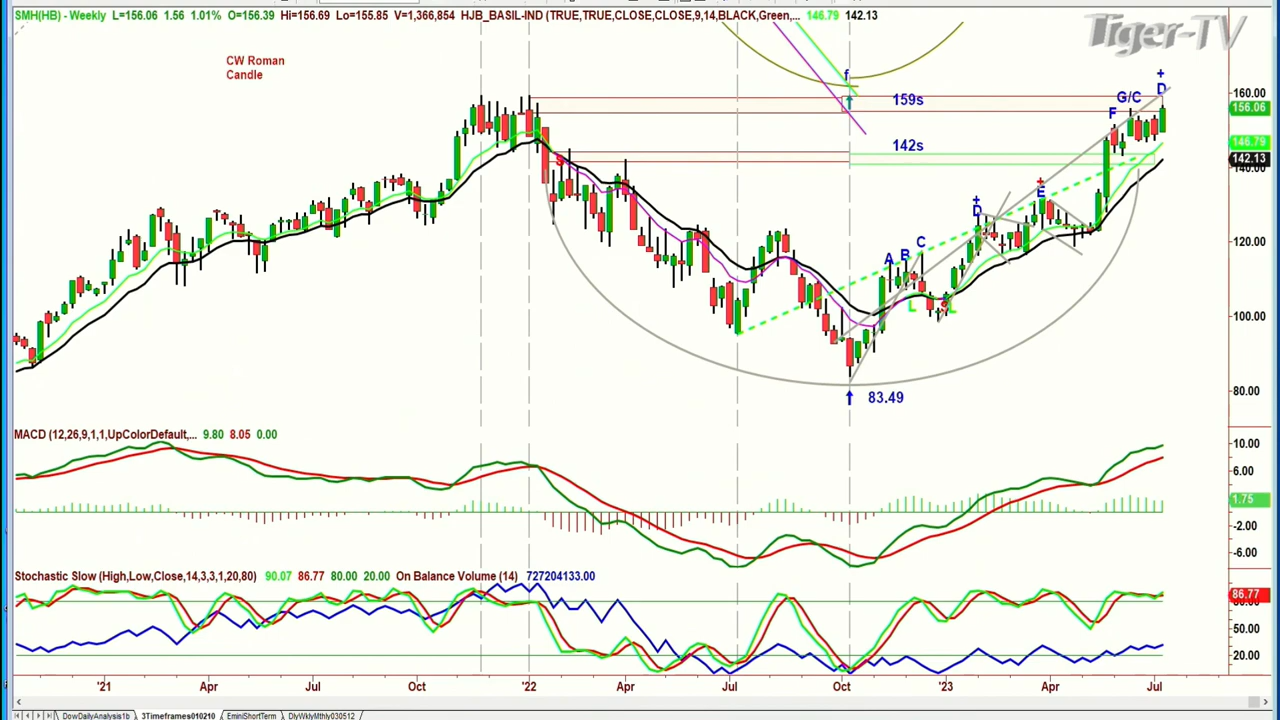 SMH(HB) - Weekly L=156.06 1.56 1.01% O=156.39 Hi=156.69 Lo=155.85 V=1,366,854 HJB_BASIL-IND (TRUE,TRUE,CLOSE,CLOSE,9,14,BLACK,Green,... 146.79 142.13
Tiger-TV
CW Roman
Candle
f
159s
142s
G/C
+
D
F
160.00
156.06
146.79
142.13
140.00
S
+
E
+
D
C
B
A
120.00
L
S
L
100.00
80.00
83.49
MACD (12,26,9,1,1,UpColorDefault,... 9.80 8.05 0.00
10.00
6.00
1.75
-2.00
-6.00
Stochastic Slow (High,Low,Close,14,3,3,1,20,80) 90.07 86.77 80.00 20.00 On Balance Volume (14) 727204133.00
86.77
80.00
50.00
20.00
'21 Apr Jul Oct '22 Apr Jul Oct '23 Apr Jul
DowDailyAnalysis1b 3Timeframes010210 EminiShortTerm DlyWklyMthly030512